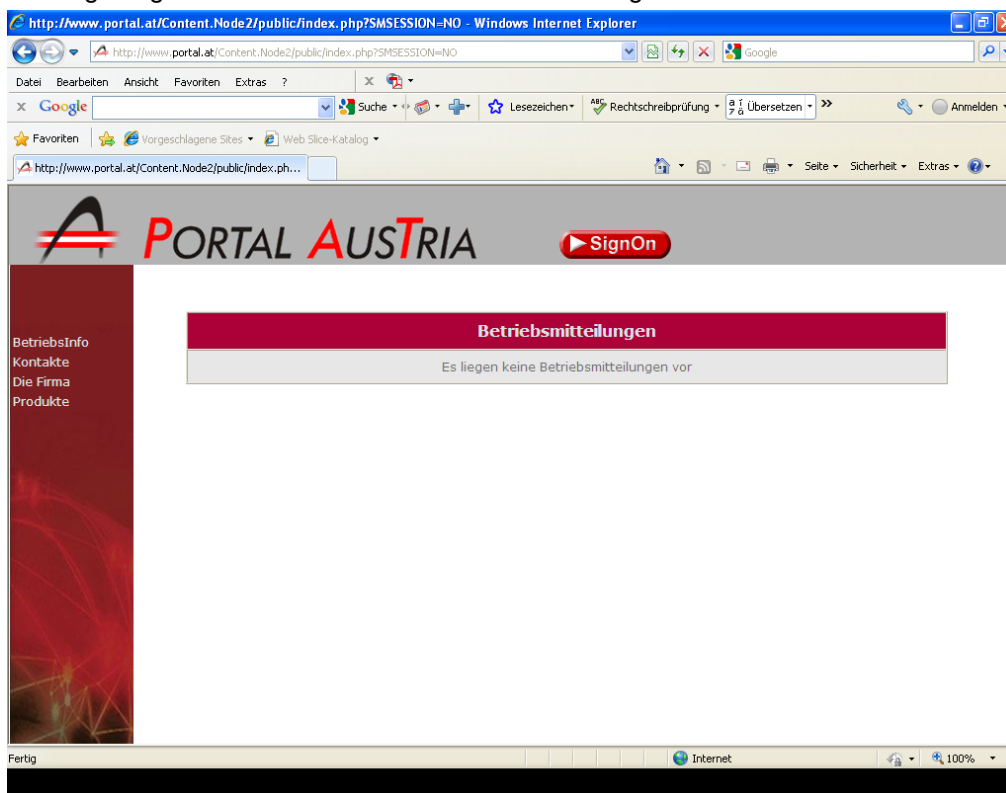 http://www.portal.at/Content.Node2/public/index.php?SMSESSION=NO - Windows Internet Explorer
http://www.portal.at/Content.Node2/public/index.php?SMSESSION=NO
Google
Datei Bearbeiten Ansicht Favoriten Extras ?
x Google Suche Lesezeichen Rechtschreibprüfung Übersetzen >> Anmelden
Favoriten Vorgeschlagene Sites Web Slice-Katalog
http://www.portal.at/Content.Node2/public/index.ph... Seite Sicherheit Extras
PORTAL AUSTRIA
SignOn
Betriebsmitteilungen
Es liegen keine Betriebsmitteilungen vor
BetriebsInfo
Kontakte
Die Firma
Produkte
Fertig Internet 100%